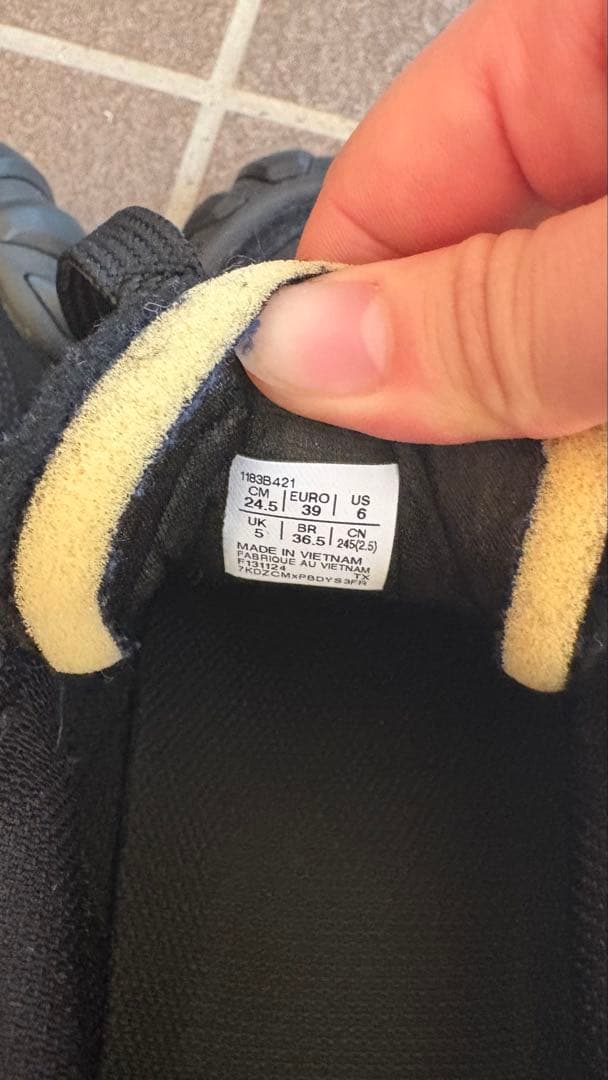 1183B421
CM EURO US
24.5 39 6
UK BR CN
5 36.5 245(2.5)
MADE IN VIETNAM
FABRIQUE AU VIETNAM
F131124 TX
7KDZCMxPBDYS3FR